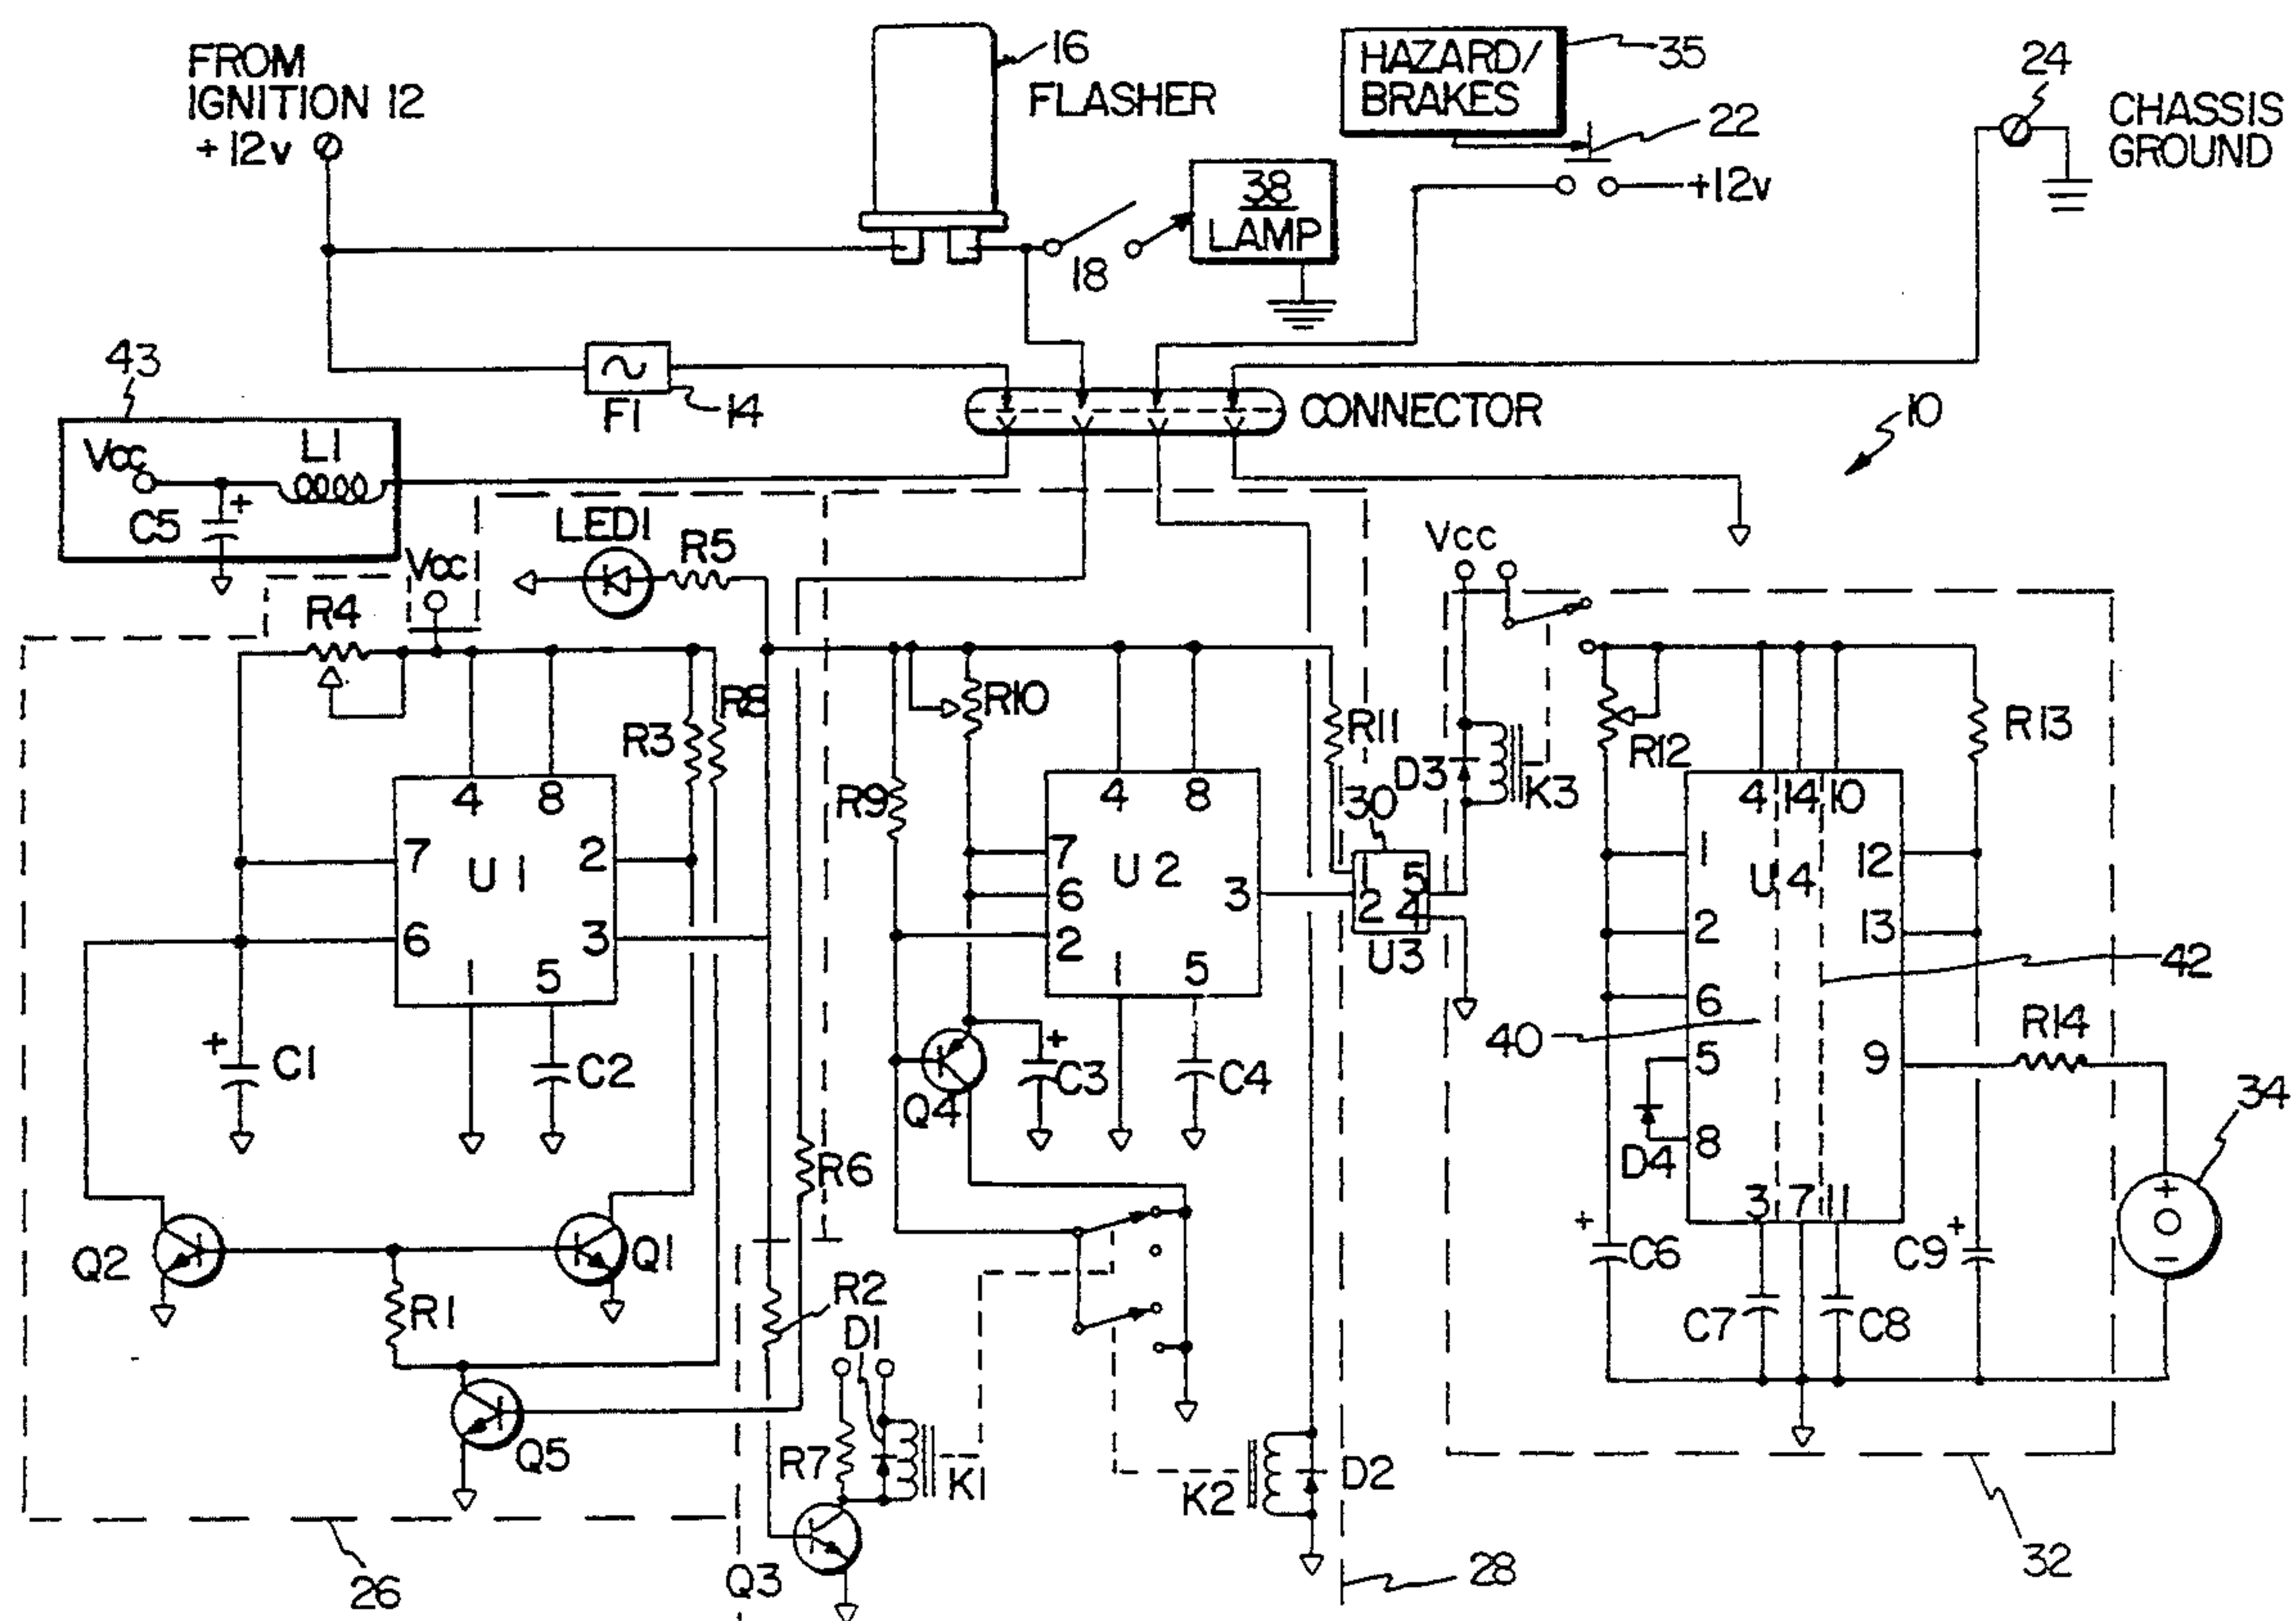 FROM
IGNITION 12
+12v
16
FLASHER
HAZARD/
BRAKES
35
22
+12v
24
CHASSIS
GROUND
38
LAMP
18
43
Vcc
L1
C5
+
F1
14
CONNECTOR
10
LED1
R5
Vcc
R4
Vcc
R3
R8
R10
R9
R11
D3
K3
30
R12
R13
4
8
7
U1
2
6
3
1
5
4
8
7
U2
6
3
2
1
5
1
5
2
4
U3
4
14
10
1
U4
12
2
13
6
5
9
8
3
7
11
42
40
R14
34
+
-
D4
+
C1
C2
Q4
+
C3
C4
R6
+
C6
C7
C8
C9
+
Q2
Q1
R1
R2
D1
Q5
R7
K1
K2
D2
Q3
26
28
32